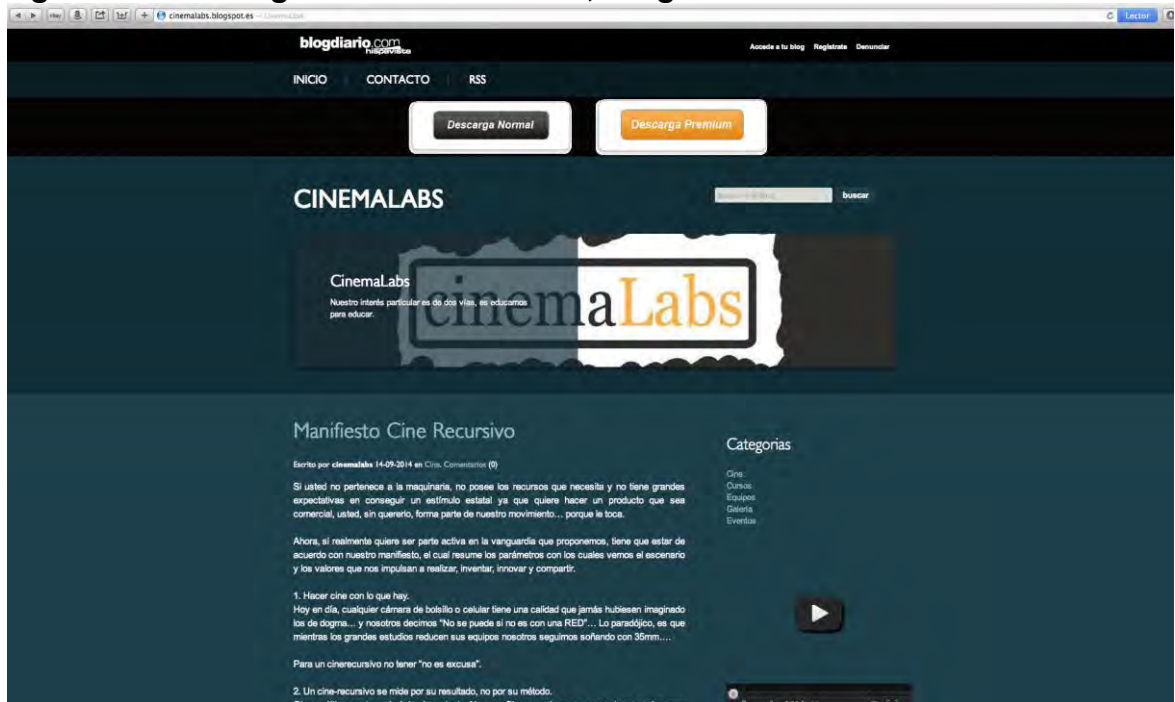 cinemalabs.blogspot.es
Lector
blogdiario.com
hispavista
Accede a tu blog Regístrate Denunciar
INICIO CONTACTO RSS
Descarga Normal
Descarga Premium
CINEMALABS
buscar
CinemaLabs
Nuestro interés particular es de dos vías, es educarnos
para educar.
cinemaLabs
Manifiesto Cine Recursivo
Escrito por cinemalabs 14-09-2014 en Cine. Comentarios (0)
Si usted no pertenece a la maquinaria, no posee los recursos que necesita y no tiene grandes
expectativas en conseguir un estímulo estatal ya que quiere hacer un producto que sea
comercial, usted, sin quererlo, forma parte de nuestro movimiento... porque le toca.
Ahora, si realmente quiere ser parte activa en la vanguardia que proponemos, tiene que estar de
acuerdo con nuestro manifiesto, el cual resume los parámetros con los cuales vemos el escenario
y los valores que nos impulsan a realizar, inventar, innovar y compartir.
1. Hacer cine con lo que hay.
Hoy en día, cualquier cámara de bolsillo o celular tiene una calidad que jamás hubiesen imaginado
los de dogma... y nosotros decimos "No se puede si no es con una RED"... Lo paradójico, es que
mientras los grandes estudios reducen sus equipos nosotros seguimos soñando con 35mm....
Para un cinerecursivo no tener "no es excusa".
2. Un cine-recursivo se mide por su resultado, no por su método.
Categorias
Cine
Cursos
Equipos
Galeria
Eventos